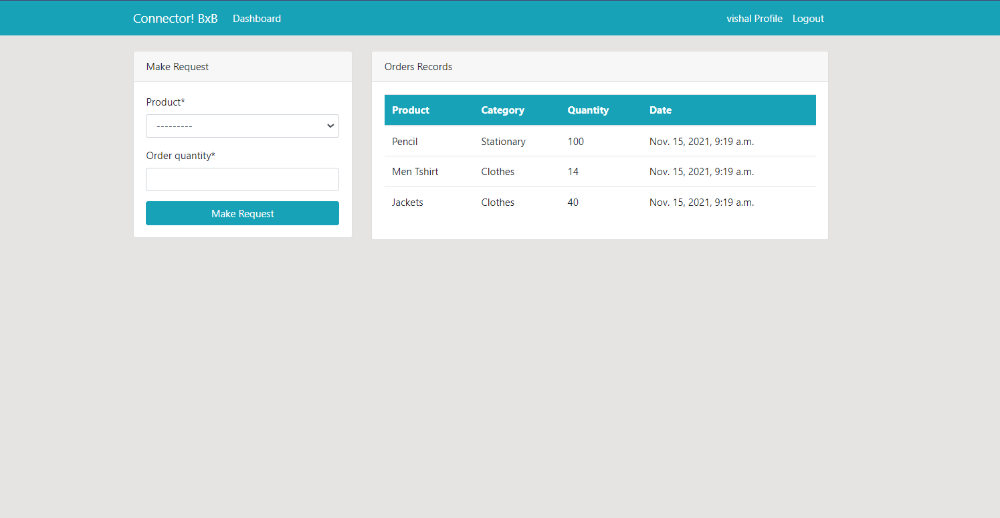 Connector! BxB Dashboard vishal Profile Logout
Make Request
Product*
---------
Order quantity*
Make Request
Orders Records
Product Category Quantity Date
Pencil Stationary 100 Nov. 15, 2021, 9:19 a.m.
Men Tshirt Clothes 14 Nov. 15, 2021, 9:19 a.m.
Jackets Clothes 40 Nov. 15, 2021, 9:19 a.m.